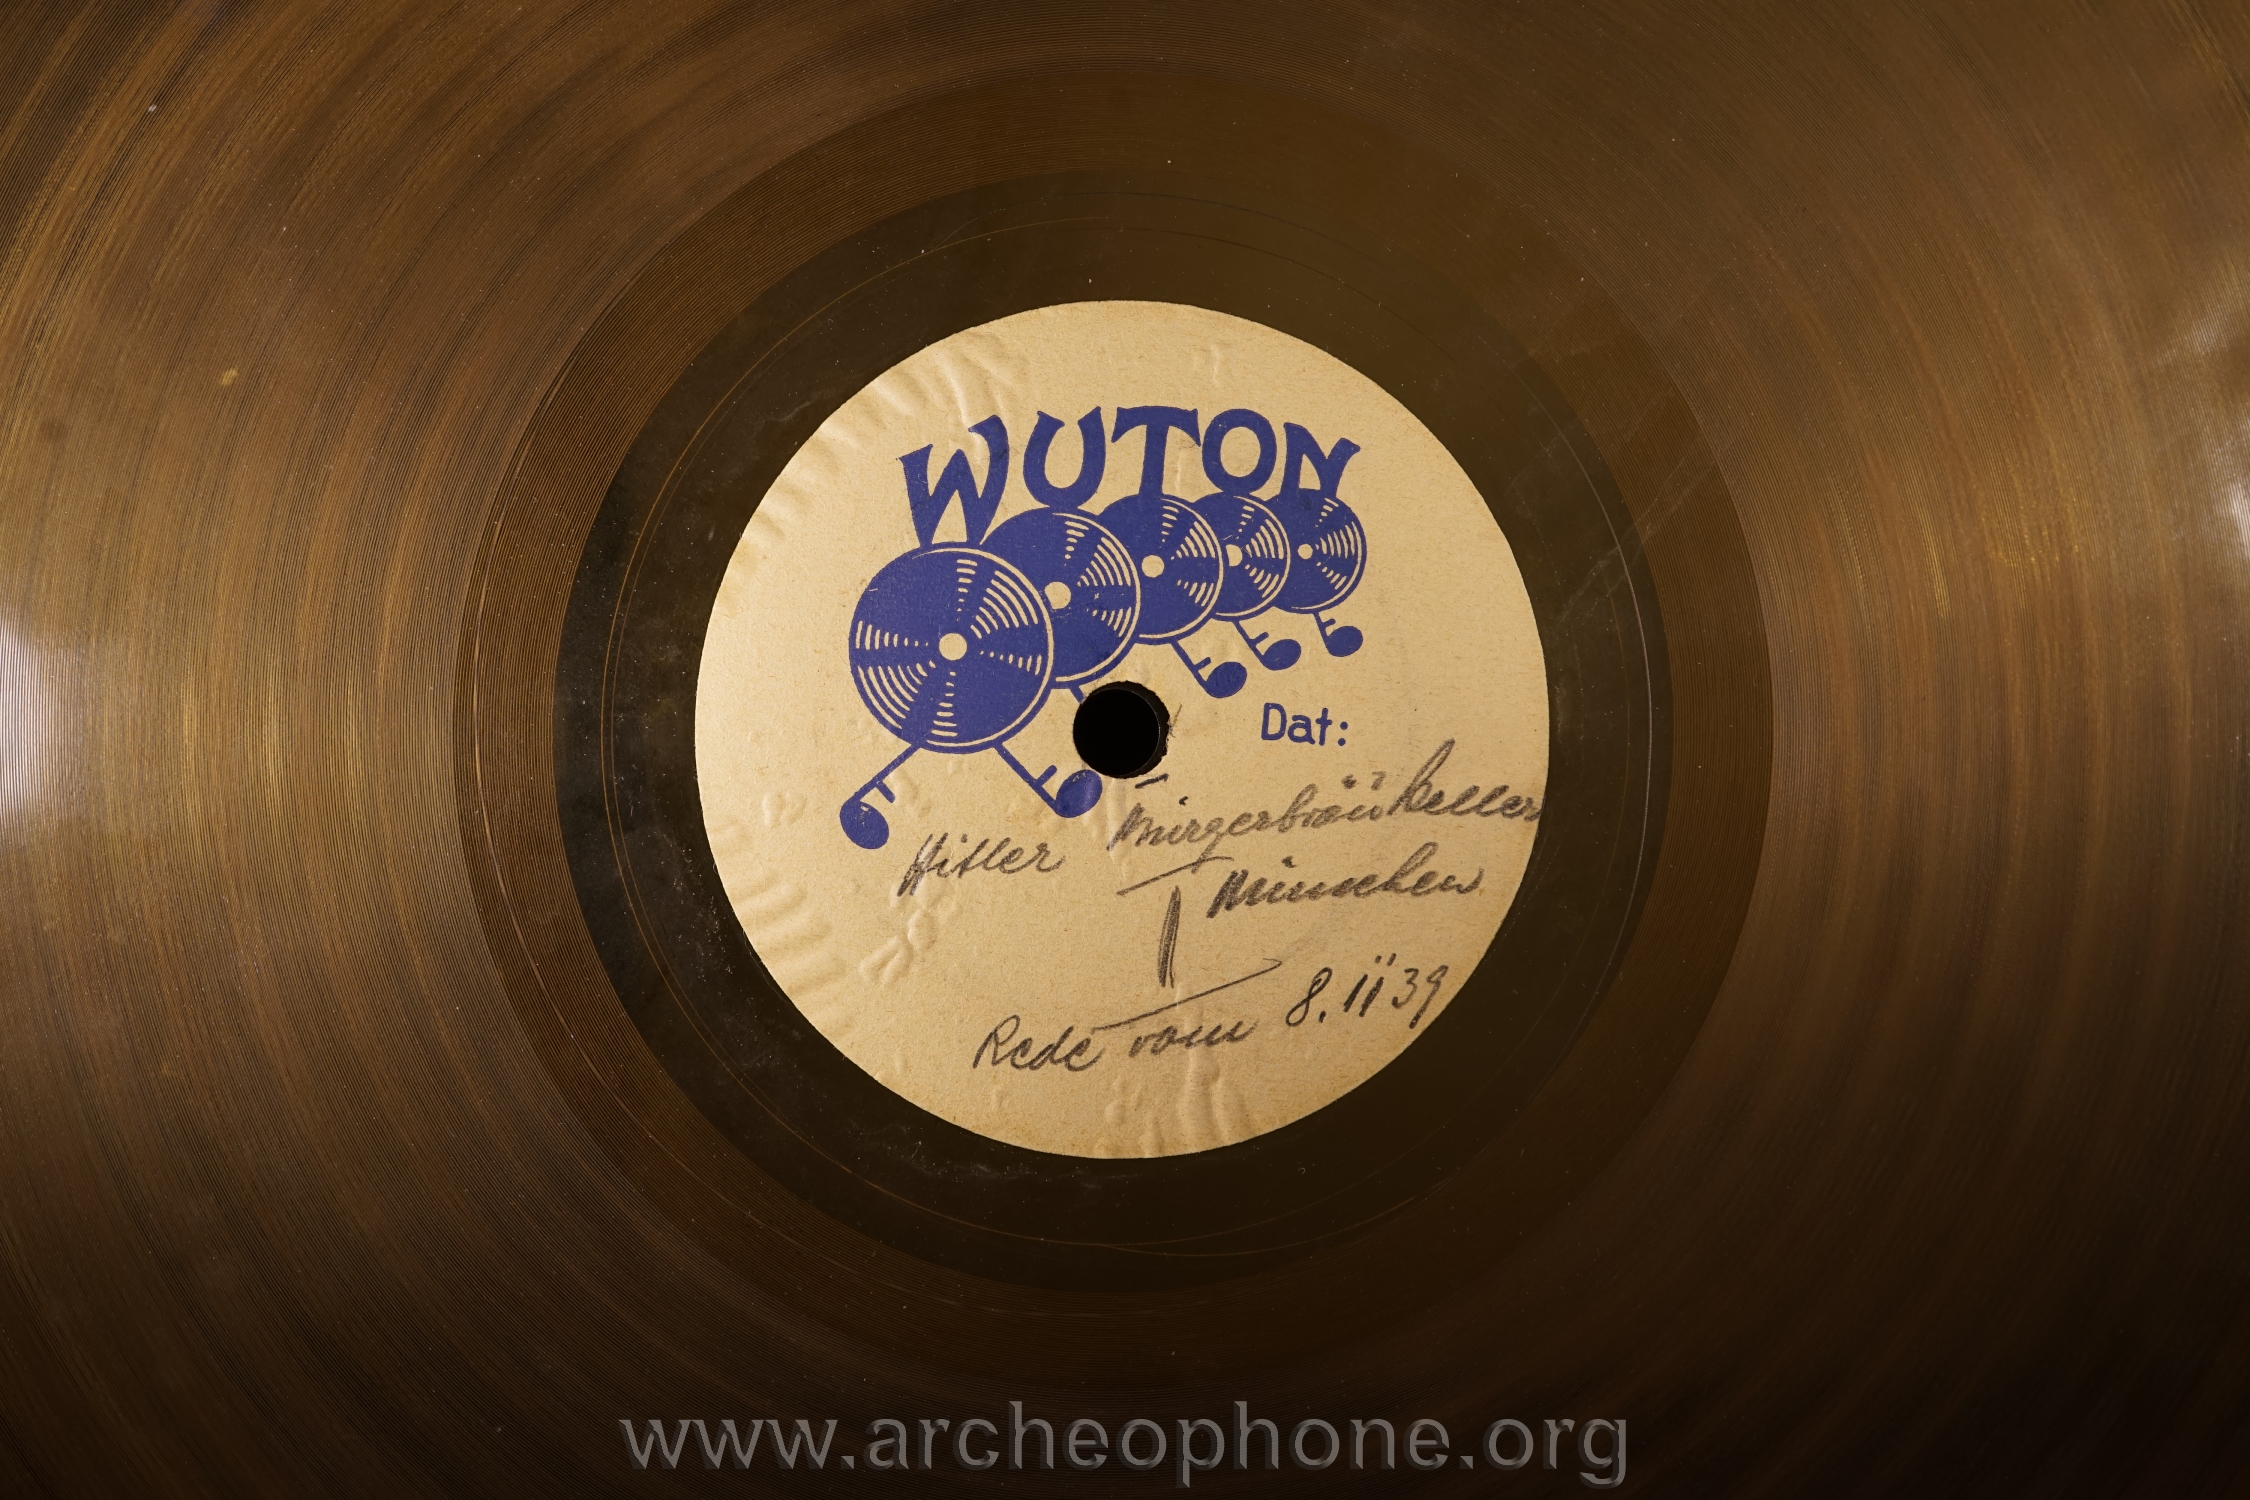 WUTON
Dat:
Hitler Bürgerbräukeller
München
I
Rede vom 8. 11 39
www.archeophone.org